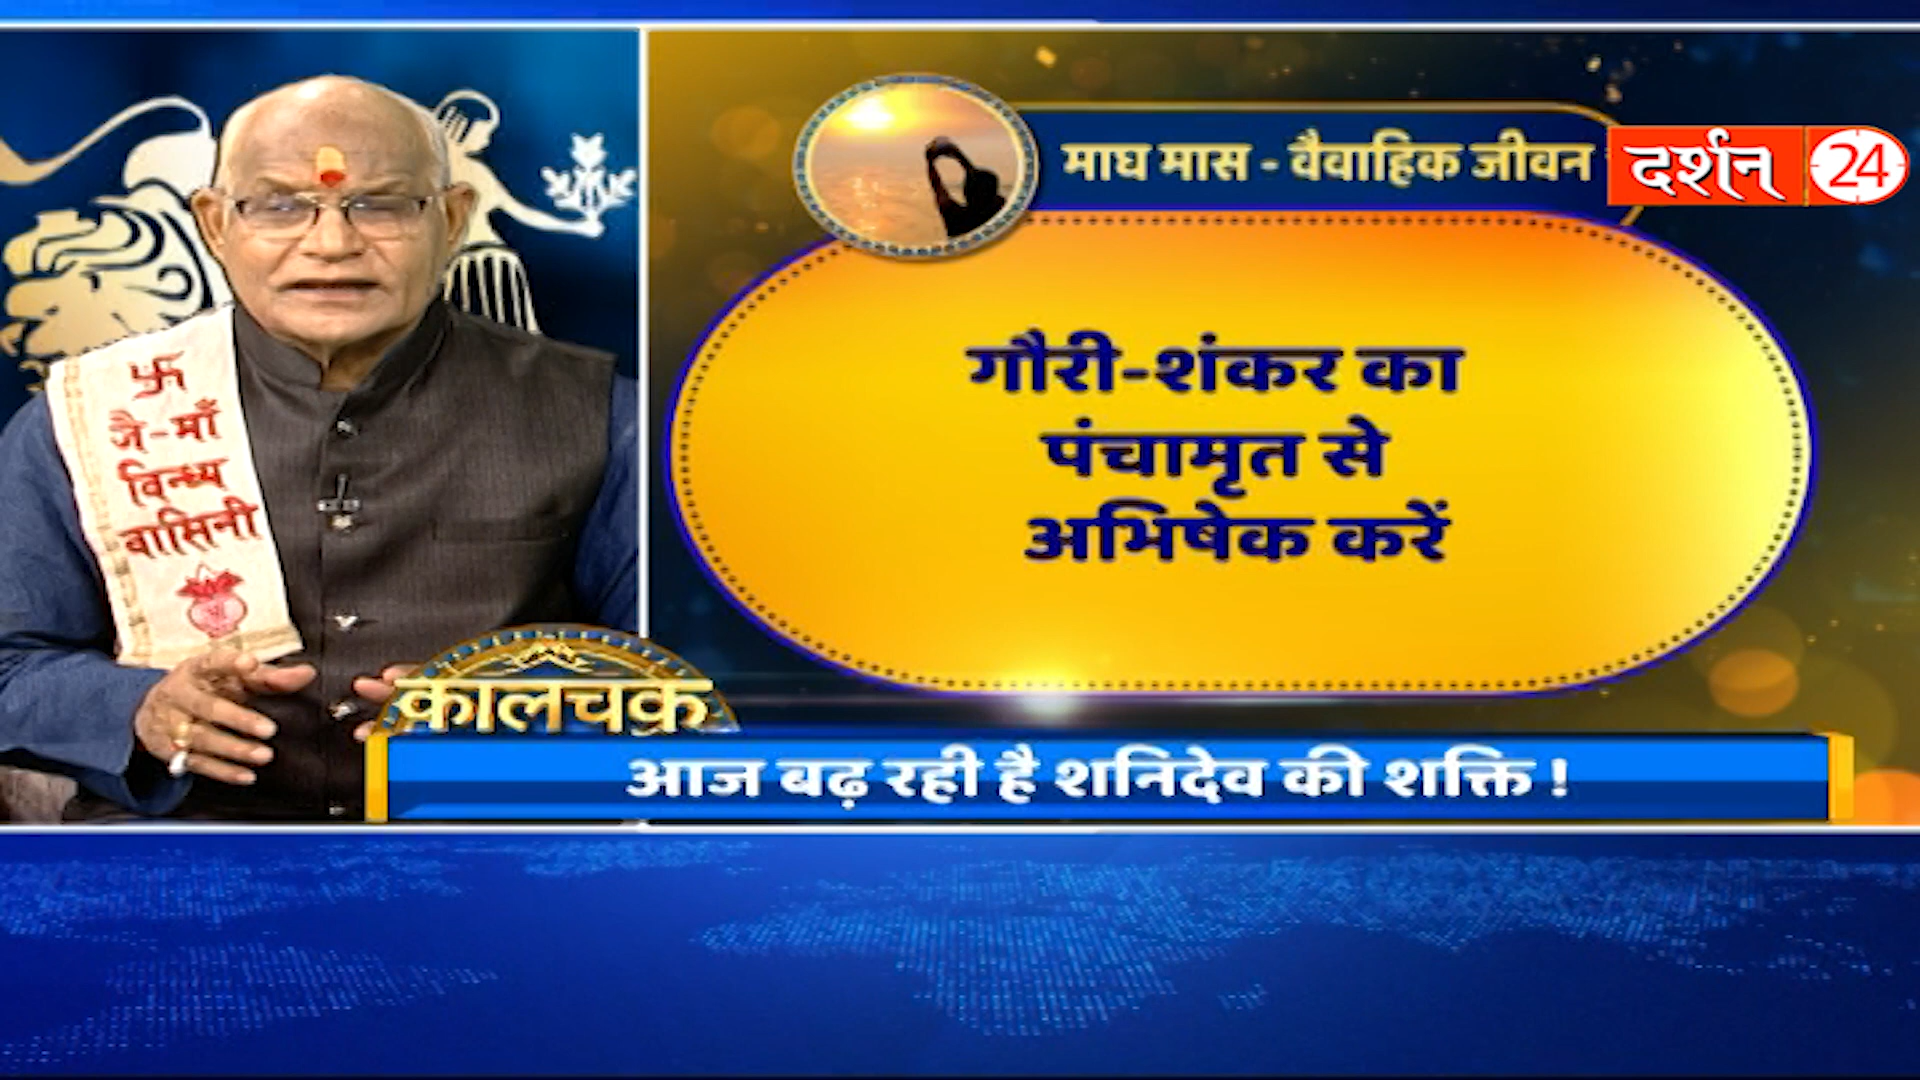 माघ मास - वैवाहिक जीवन
दर्शन 24
गौरी-शंकर का
पंचामृत से
अभिषेक करें
जै-माँ
विन्ध्य
वासिनी
कालचक्र
आज बढ़ रही है शनिदेव की शक्ति !